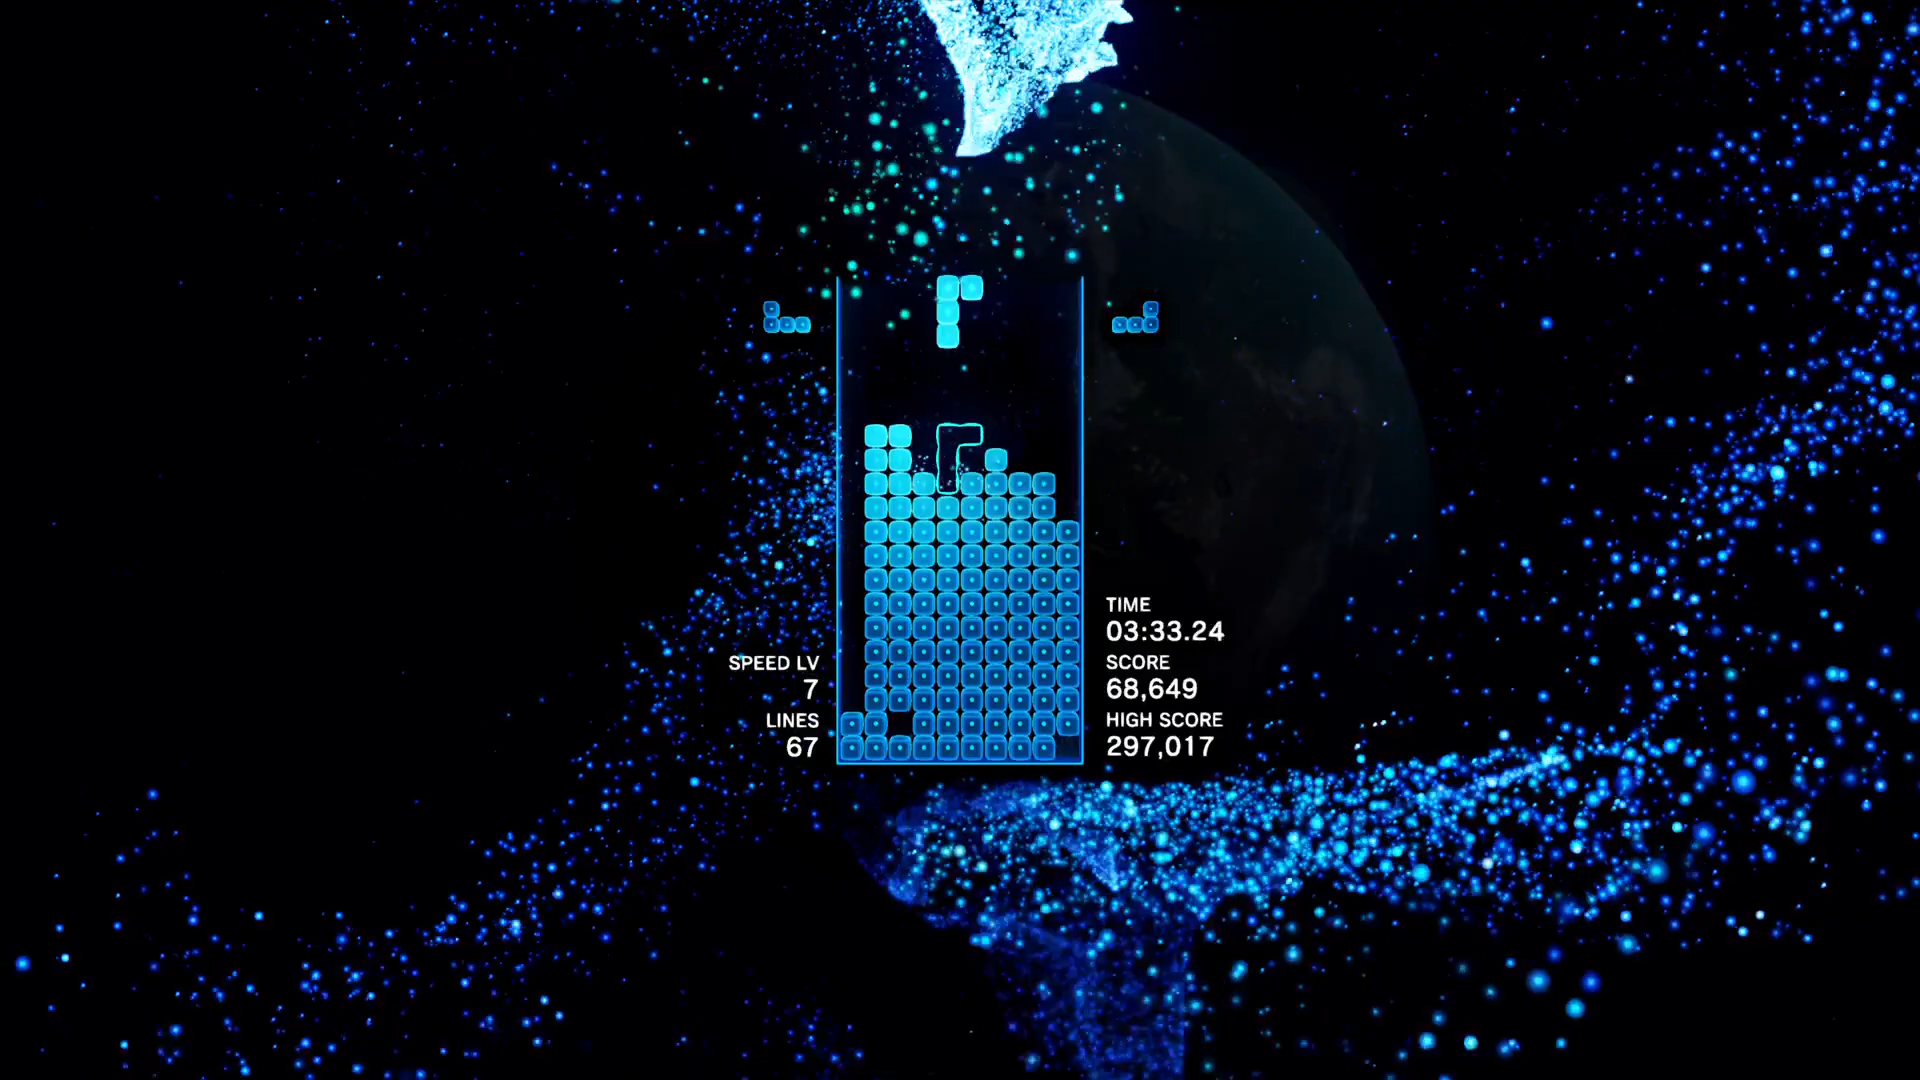 SPEED LV
7
LINES
67
TIME
03:33.24
SCORE
68,649
HIGH SCORE
297,017